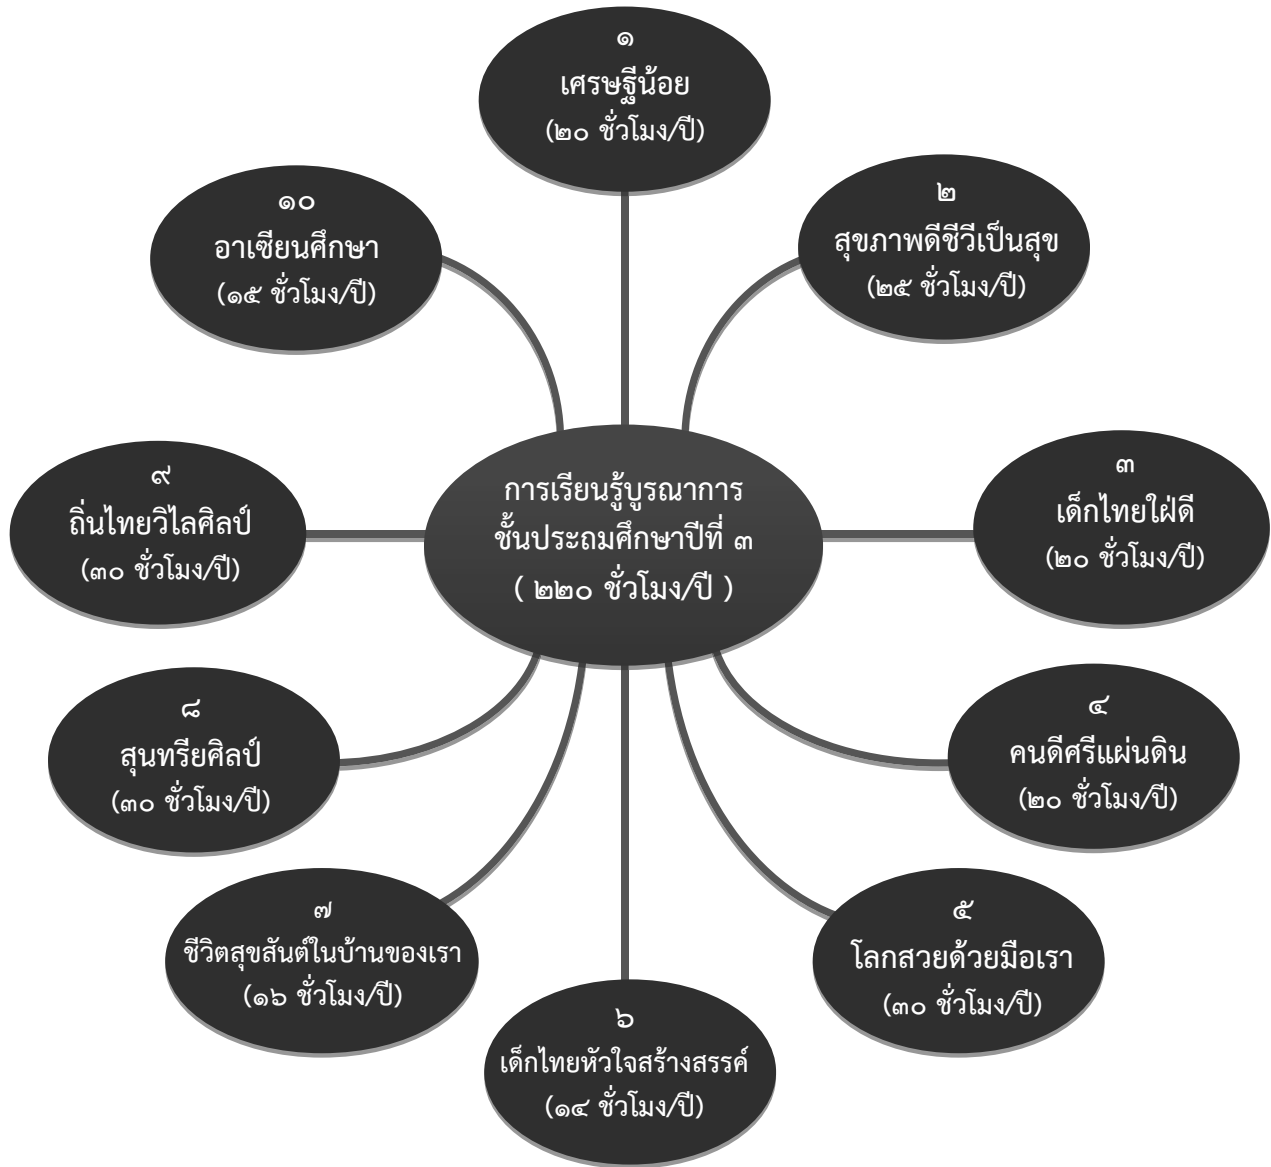 ๑
เศรษฐีน้อย
(๒๐ ชั่วโมง/ปี)
๒
สุขภาพดีชีวีเป็นสุข
(๒๕ ชั่วโมง/ปี)
๓
เด็กไทยใฝ่ดี
(๒๐ ชั่วโมง/ปี)
๔
คนดีศรีแผ่นดิน
(๒๐ ชั่วโมง/ปี)
๕
โลกสวยด้วยมือเรา
(๓๐ ชั่วโมง/ปี)
๖
เด็กไทยหัวใจสร้างสรรค์
(๑๔ ชั่วโมง/ปี)
๗
ชีวิตสุขสันต์ในบ้านของเรา
(๑๖ ชั่วโมง/ปี)
๘
สุนทรียศิลป์
(๓๐ ชั่วโมง/ปี)
๙
ถิ่นไทยวิไลศิลป์
(๓๐ ชั่วโมง/ปี)
๑๐
อาเซียนศึกษา
(๑๕ ชั่วโมง/ปี)
การเรียนรู้บูรณาการ
ชั้นประถมศึกษาปีที่ ๓
( ๒๒๐ ชั่วโมง/ปี )